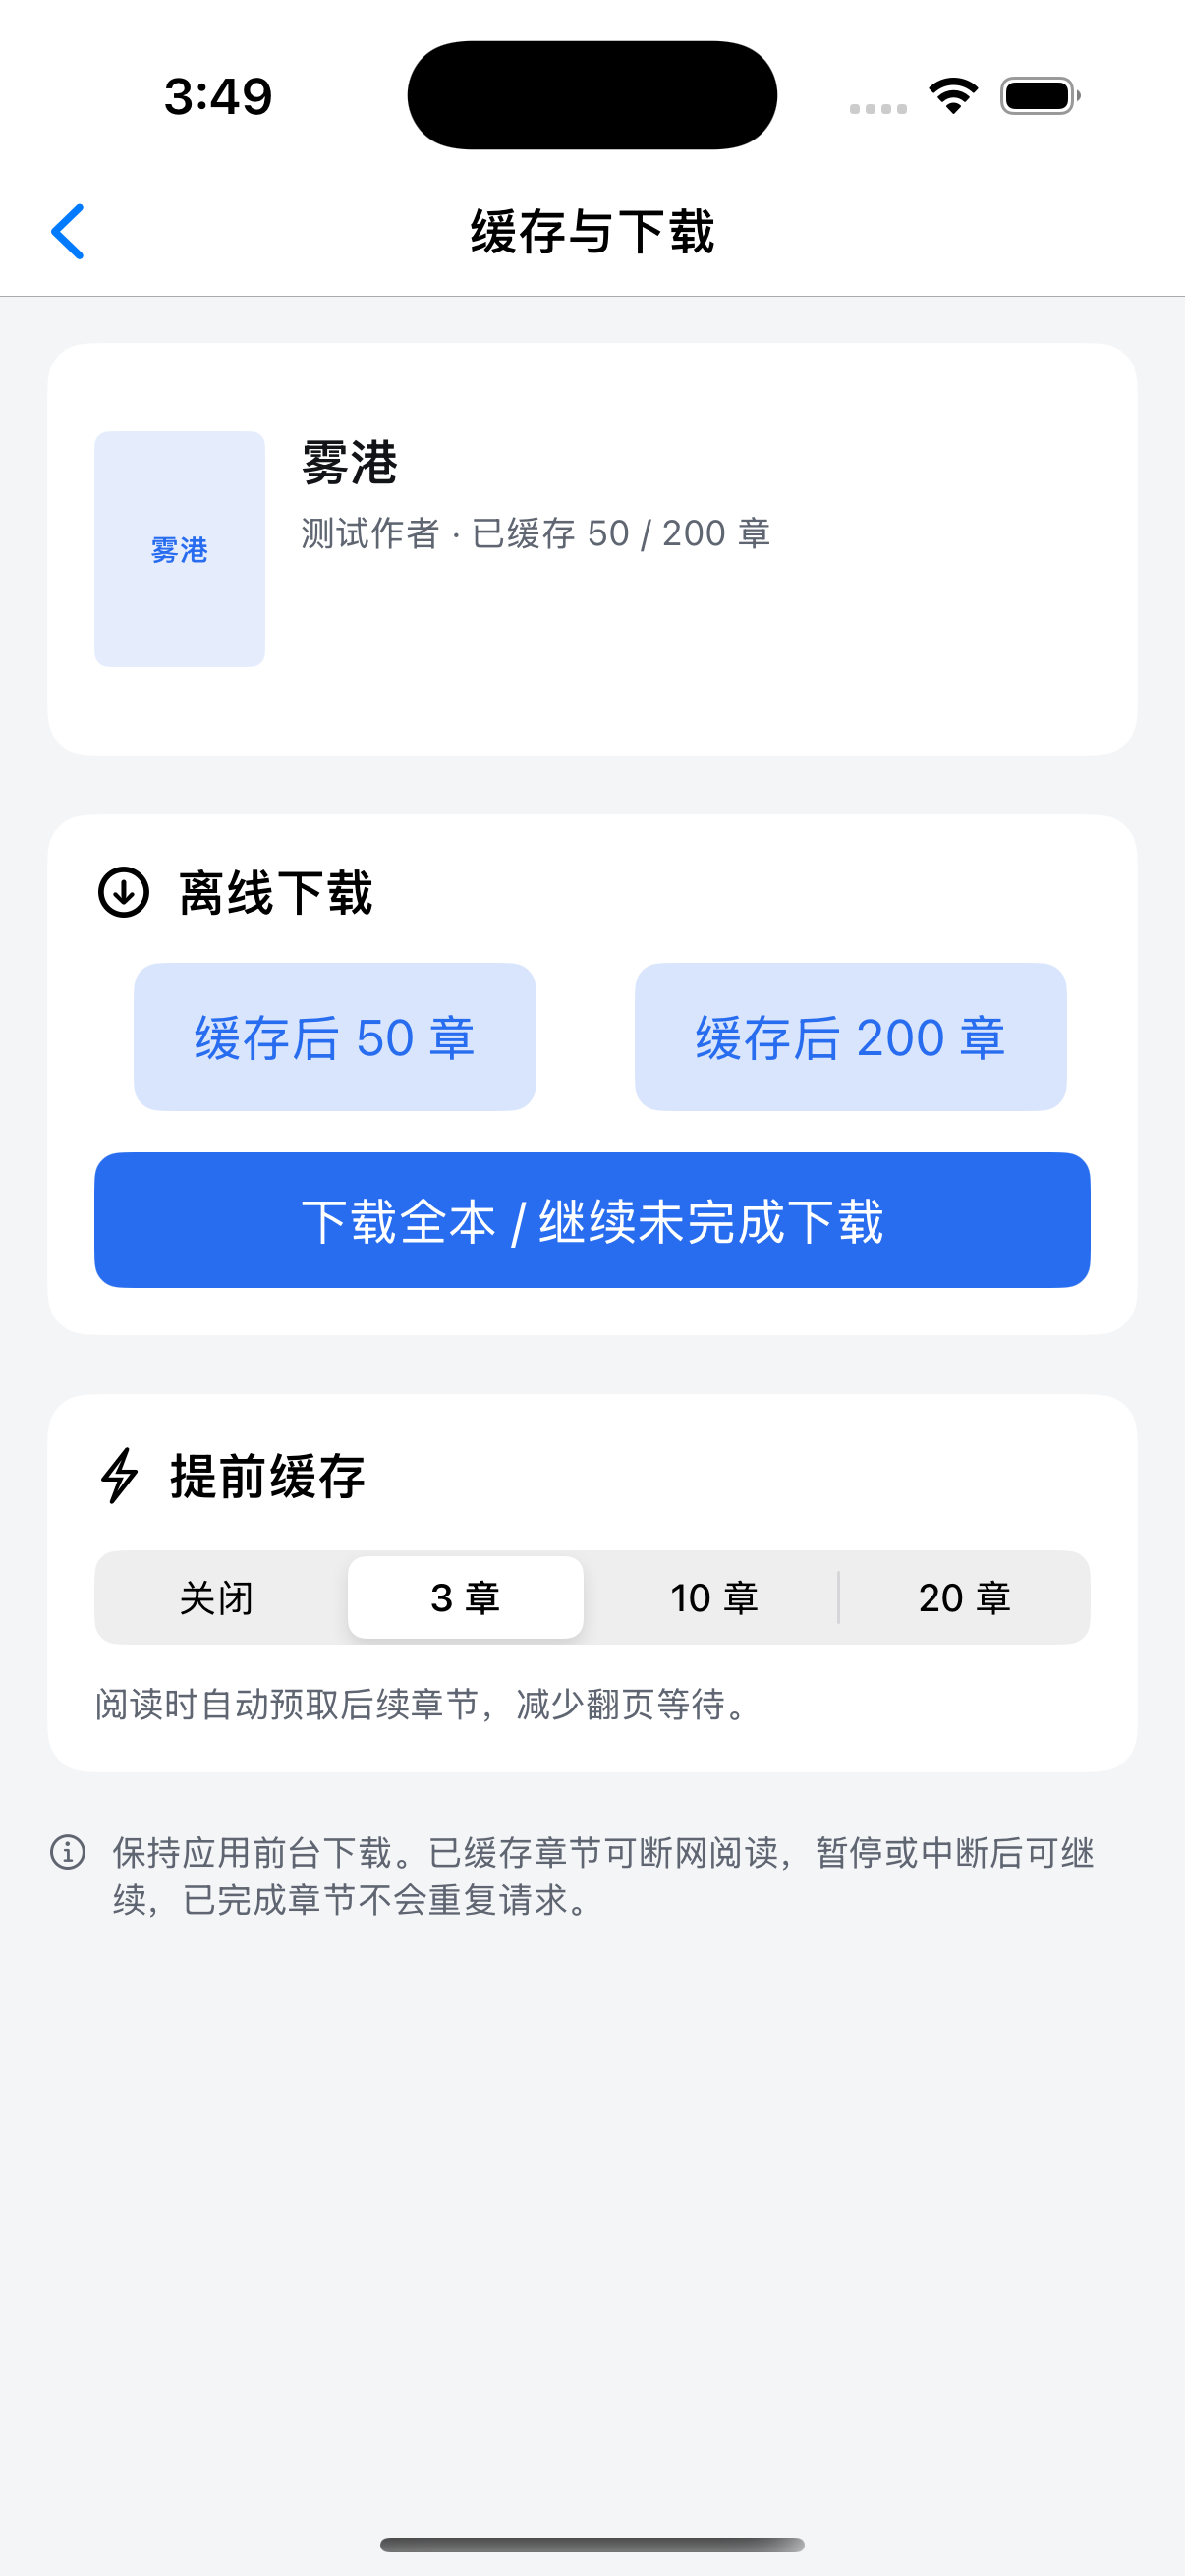 3:49
缓存与下载
雾港
雾港
测试作者 · 已缓存 50 / 200 章
离线下载
缓存后 50 章
缓存后 200 章
下载全本 / 继续未完成下载
提前缓存
关闭
3 章
10 章
20 章
阅读时自动预取后续章节，减少翻页等待。
保持应用前台下载。已缓存章节可断网阅读，暂停或中断后可继
续，已完成章节不会重复请求。